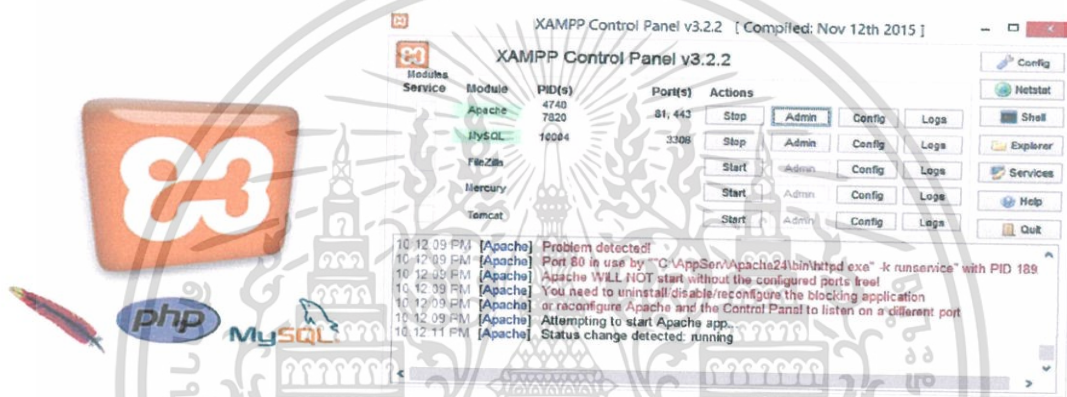 XAMPP Control Panel v3.2.2 [ Compiled: Nov 12th 2015 ]
XAMPP Control Panel v3.2.2
Config
Modules
Service Module PID(s) Port(s) Actions
Netstat
Apache 4740 7820 81, 443 Stop Admin Config Logs
Shell
MySQL 10004 3306 Stop Admin Config Logs
Explorer
FileZilla Start Admin Config Logs
Services
Mercury Start Admin Config Logs
Help
Tomcat Start Admin Config Logs
Quit
10:12:09 PM [Apache] Problem detected!
10:12:09 PM [Apache] Port 80 in use by ""C:\AppServ\Apache24\bin\httpd.exe" -k runservice" with PID 189
10:12:09 PM [Apache] Apache WILL NOT start without the configured ports free!
10:12:09 PM [Apache] You need to uninstall/disable/reconfigure the blocking application
10:12:09 PM [Apache] or reconfigure Apache and the Control Panel to listen on a different port
10:12:09 PM [Apache] Attempting to start Apache app...
10:12:11 PM [Apache] Status change detected: running
php
MySQL